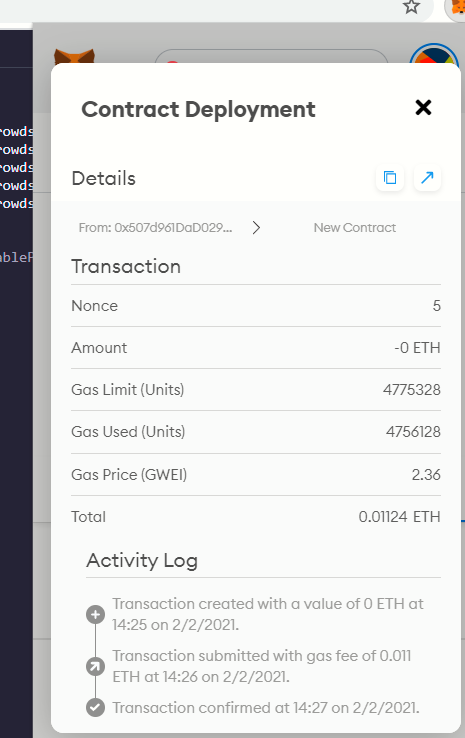 Contract Deployment
Details
rowds
rowds
rowds
rowds
rowds
From: 0x507d961DaD029...
New Contract
Transaction
ableF
Nonce 5
Amount -0 ETH
Gas Limit (Units) 4775328
Gas Used (Units) 4756128
Gas Price (GWEI) 2.36
Total 0.01124 ETH
Activity Log
Transaction created with a value of 0 ETH at
14:25 on 2/2/2021.
Transaction submitted with gas fee of 0.011
ETH at 14:26 on 2/2/2021.
Transaction confirmed at 14:27 on 2/2/2021.